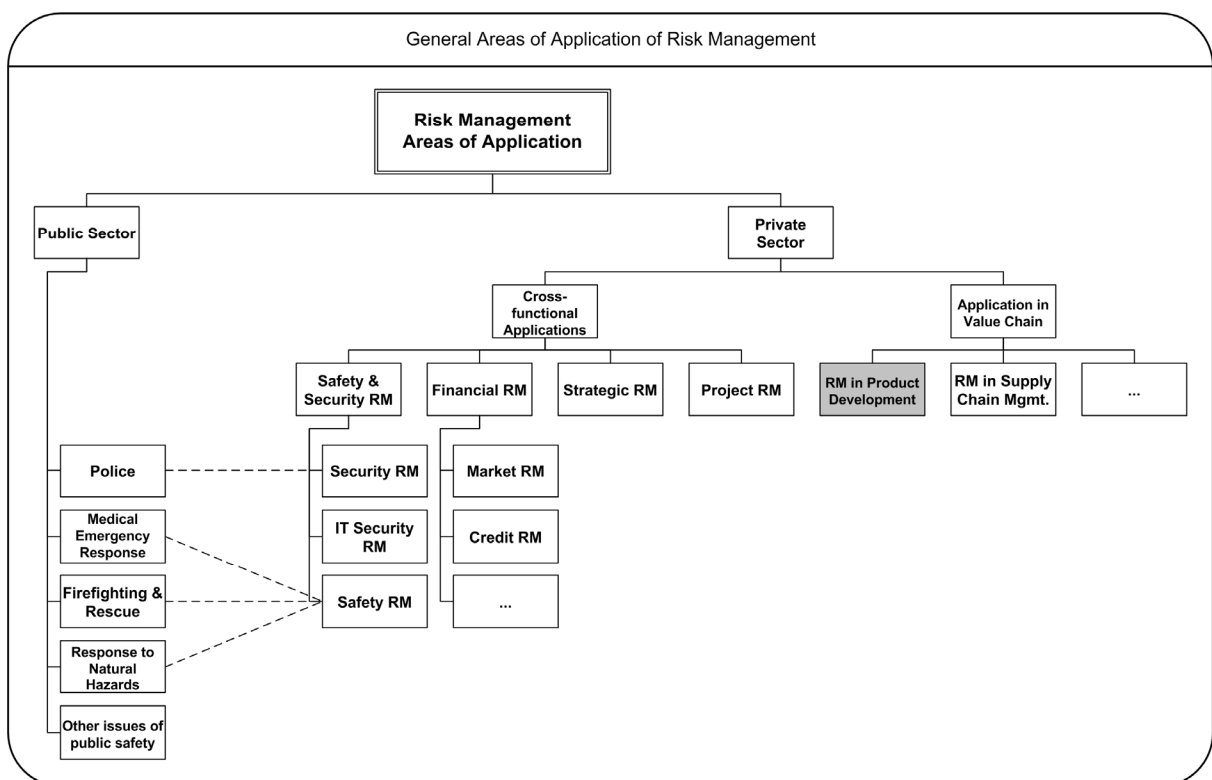 General Areas of Application of Risk Management
Risk Management
Areas of Application
Public Sector
Private
Sector
Cross-
functional
Applications
Application in
Value Chain
Safety &
Security RM
Financial RM
Strategic RM
Project RM
RM in Product
Development
RM in Supply
Chain Mgmt.
...
Police
Security RM
Market RM
Medical
Emergency
Response
IT Security
RM
Credit RM
Firefighting &
Rescue
Safety RM
...
Response to
Natural
Hazards
Other issues of
public safety